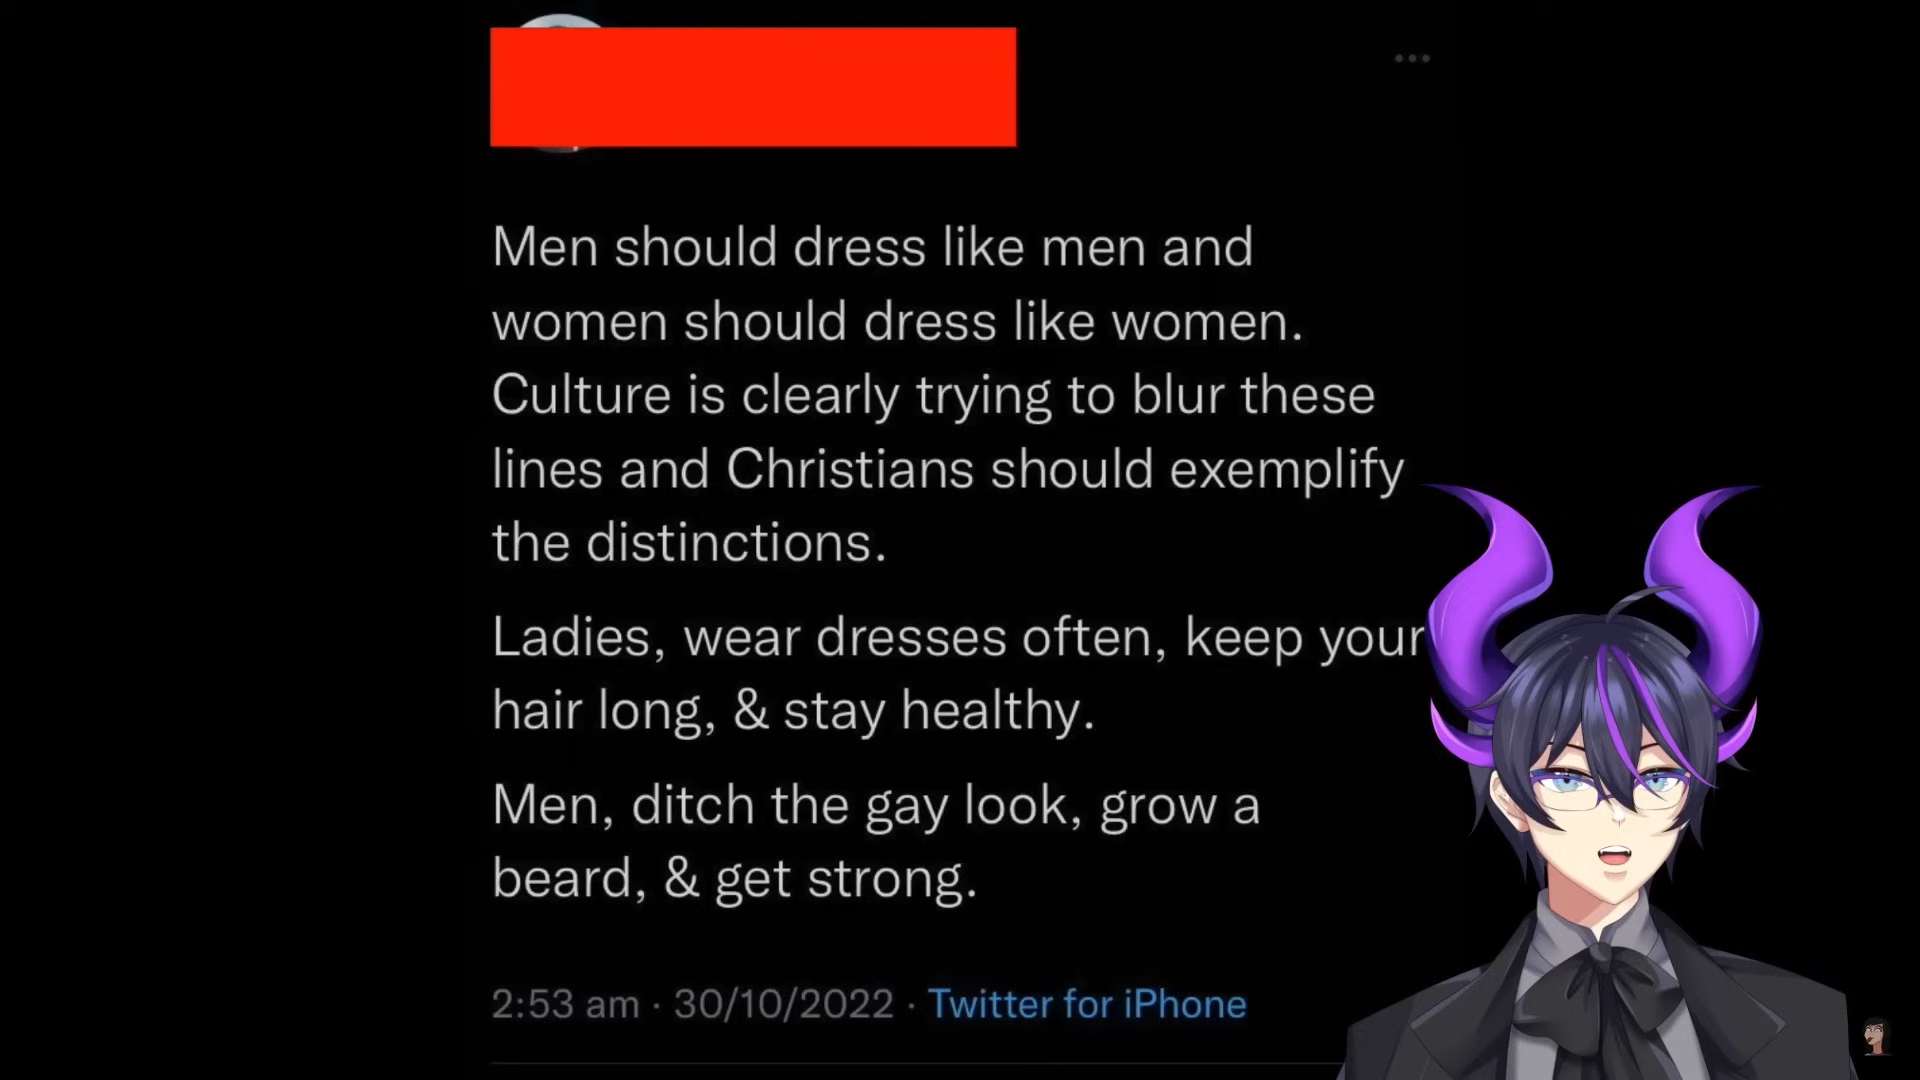 Men should dress like men and
women should dress like women.
Culture is clearly trying to blur these
lines and Christians should exemplify
the distinctions.
Ladies, wear dresses often, keep your
hair long, & stay healthy.
Men, ditch the gay look, grow a
beard, & get strong.
2:53 am · 30/10/2022 · Twitter for iPhone